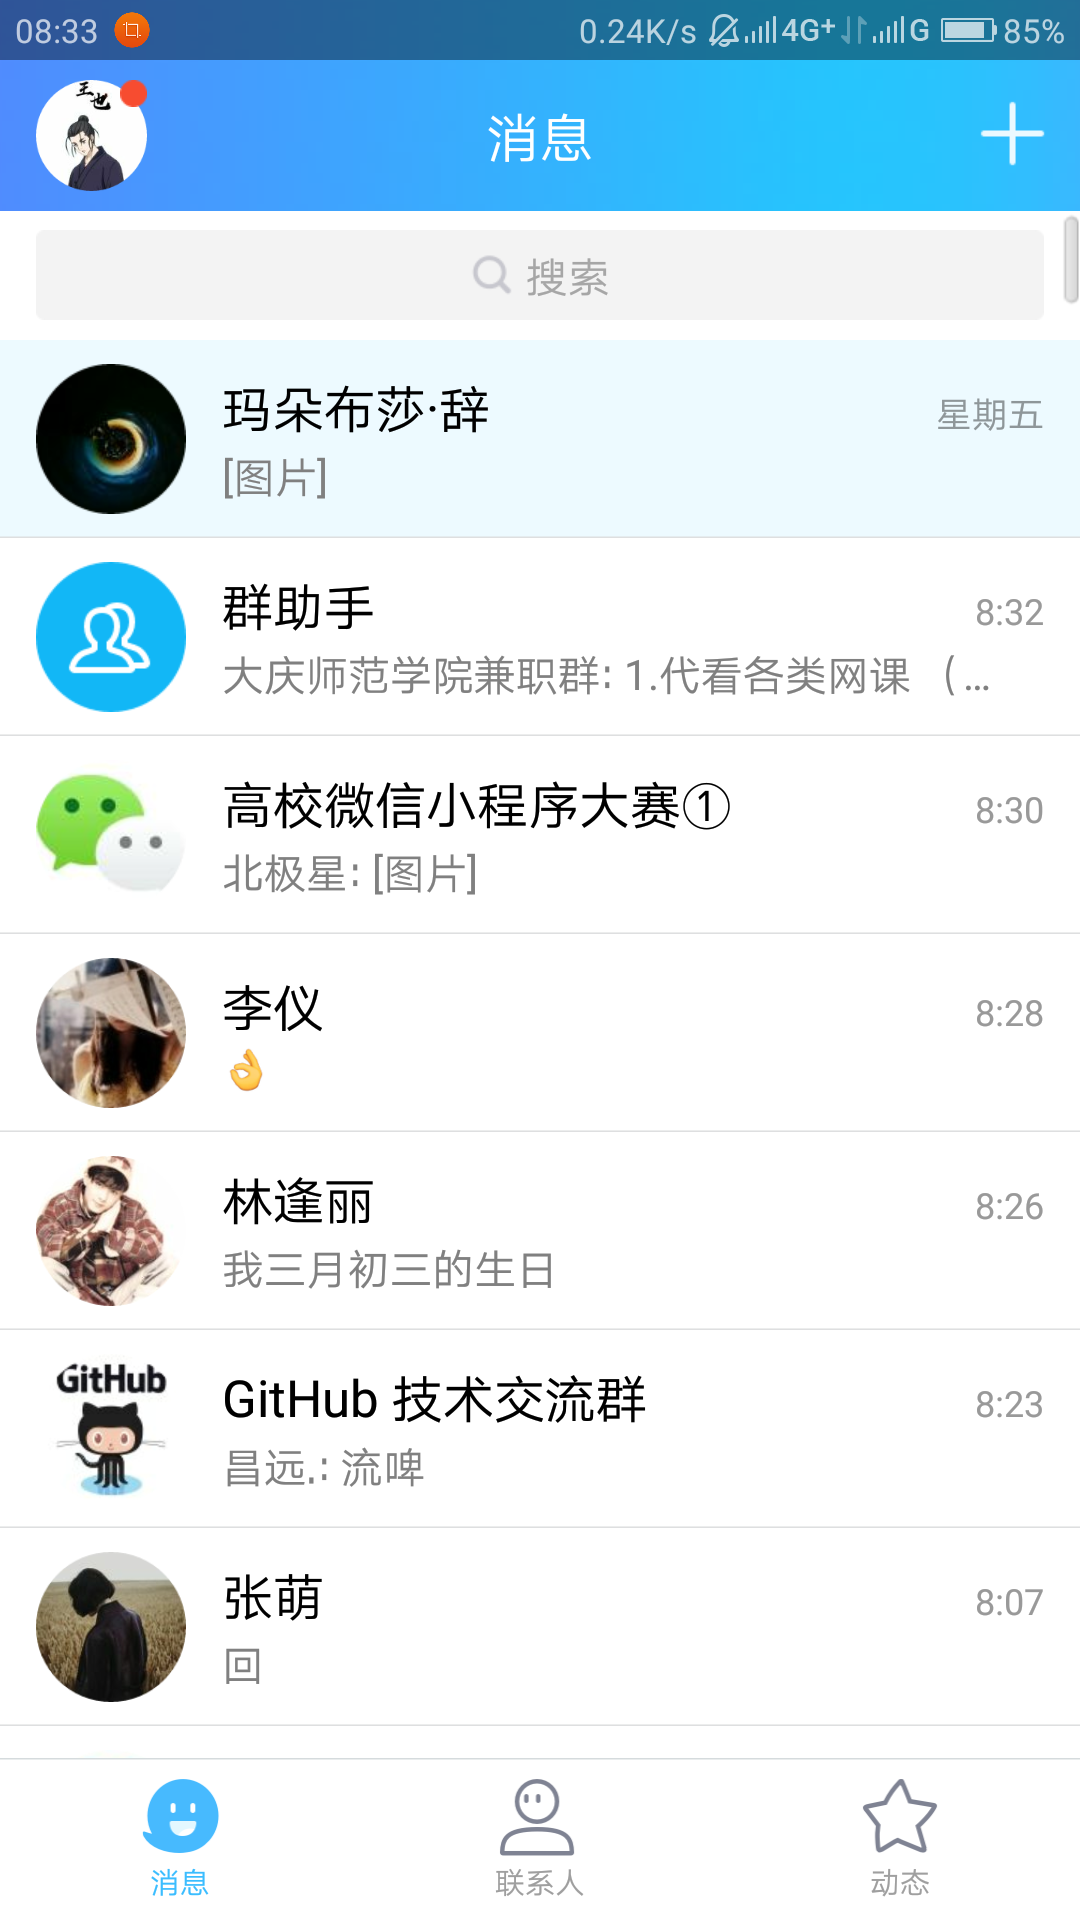 08:33 0.24K/s 4G+ G 85%
王也
消息
搜索
玛朵布莎·辞 星期五
[图片]
群助手 8:32
大庆师范学院兼职群: 1.代看各类网课 （...
高校微信小程序大赛① 8:30
北极星: [图片]
李仪 8:28
👌
林逢丽 8:26
我三月初三的生日
GitHub
GitHub 技术交流群 8:23
昌远.: 流啤
张萌 8:07
回
消息 联系人 动态